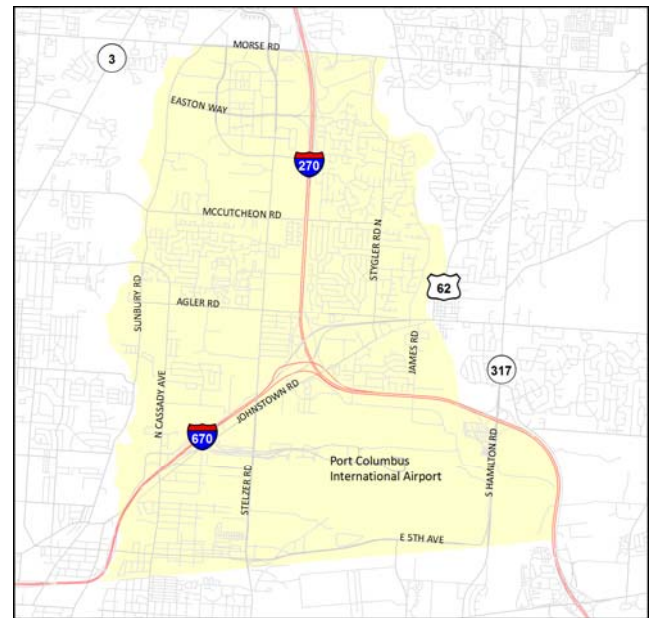 MORSE RD
3
EASTON WAY
270
MCCUTCHEON RD
STYGLER RD N
62
SUNBURY RD
AGLER RD
JAMES RD
317
N CASSADY AVE
JOHNSTOWN RD
670
S HAMILTON RD
STELZER RD
Port Columbus
International Airport
E 5TH AVE